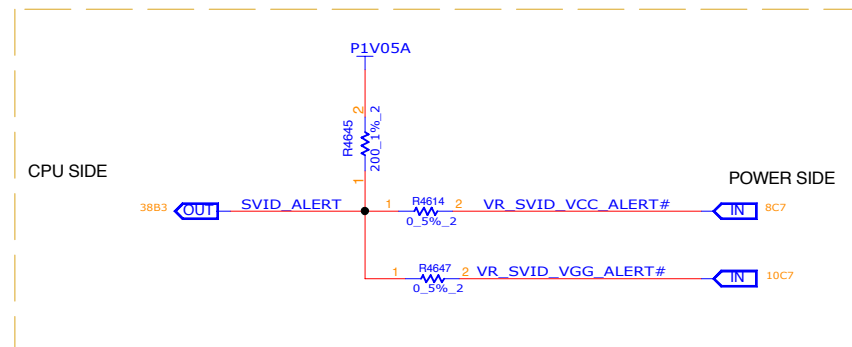 P1V05A
2
R4645
200_1%_2
1
CPU SIDE
POWER SIDE
38B3 OUT SVID_ALERT 1 R4614 2 VR_SVID_VCC_ALERT# IN 8C7
0_5%_2
1 R4647 2 VR_SVID_VGG_ALERT# IN 10C7
0_5%_2